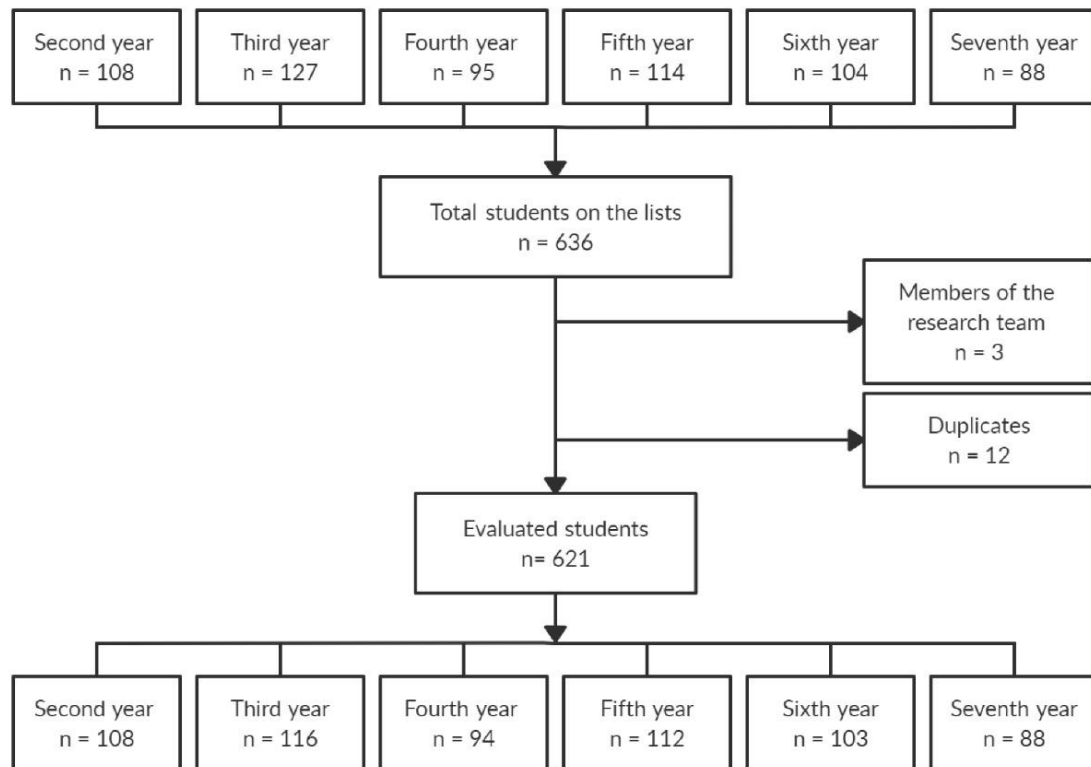 Second year
n = 108
Third year
n = 127
Fourth year
n = 95
Fifth year
n = 114
Sixth year
n = 104
Seventh year
n = 88
Total students on the lists
n = 636
Members of the
research team
n = 3
Duplicates
n = 12
Evaluated students
n= 621
Second year
n = 108
Third year
n = 116
Fourth year
n = 94
Fifth year
n = 112
Sixth year
n = 103
Seventh year
n = 88